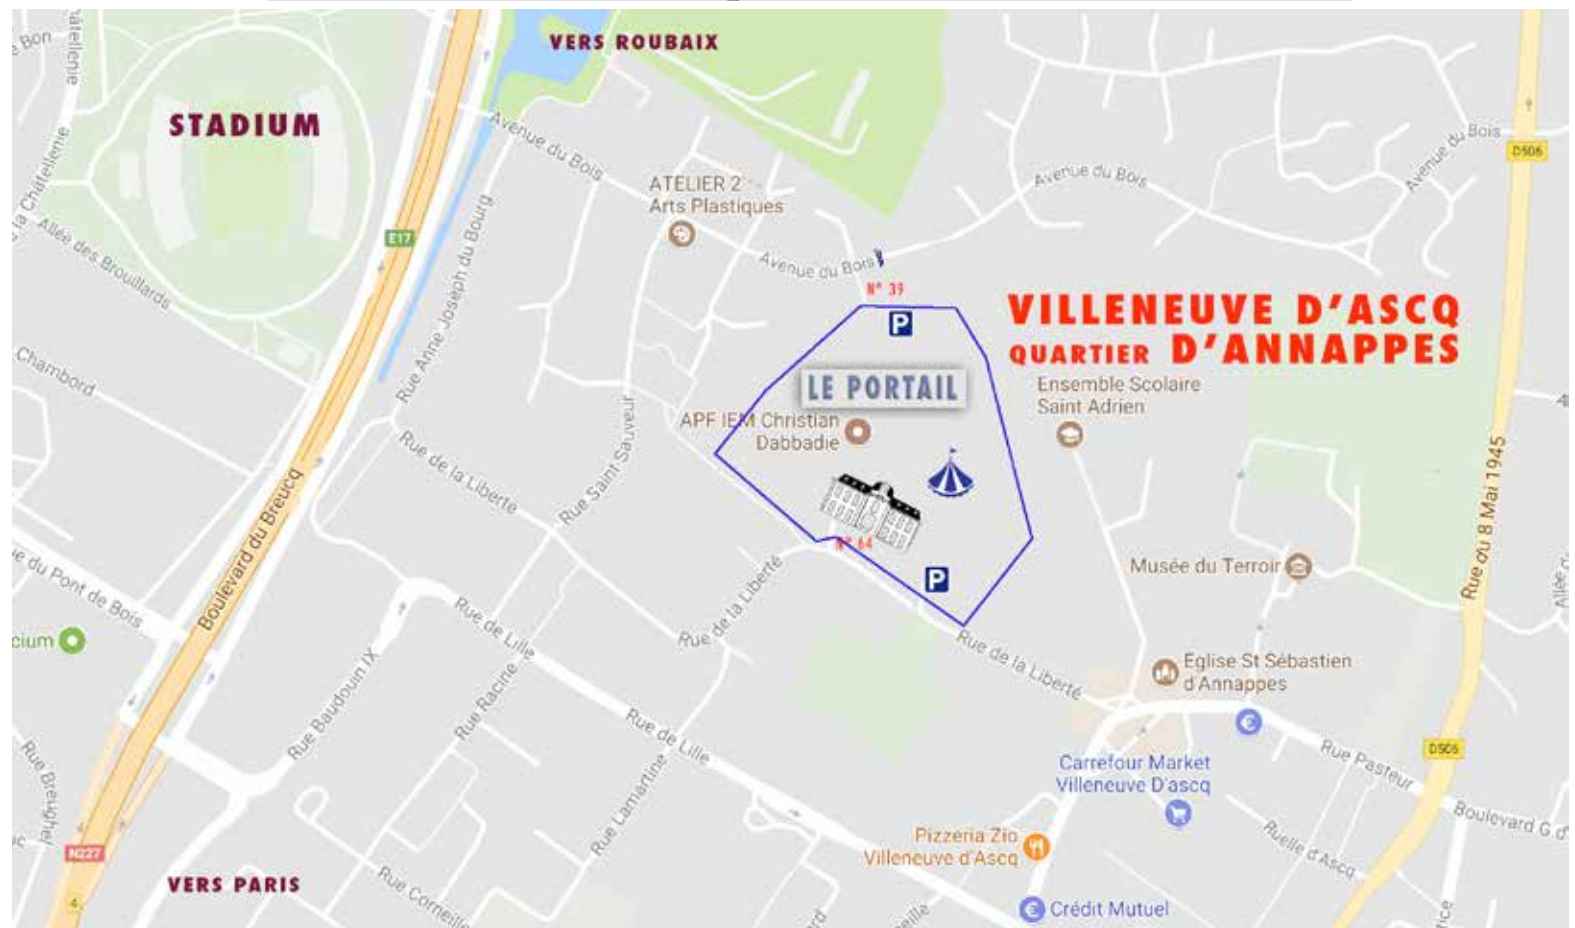 Bon
VERS ROUBAIX
STADIUM
la Châtellenie
Avenue du Bois
Avenue du Bois
D506
Avenue du Bois
ATELIER 2
Arts Plastiques
E17
Allée des Brouillards
Rue Anne Joseph du Bourg
Avenue du Bois
N° 39
P
VILLENEUVE D'ASCQ
QUARTIER D'ANNAPPES
LE PORTAIL
Ensemble Scolaire
Saint Adrien
Chambord
APF IEM Christian
Dabbadie
Rue de la Liberte
Rue Saint-Sauveur
Boulevard du Breucq
Rue du 8 Mai 1945
N° 64
P
Musée du Terroir
e du Pont de Bois
cium
Rue de Lille
Rue de la Liberté
Rue de la Liberté
Eglise St Sébastien
d'Annappes
Rue Baudouin IX
Rue Racine
Rue de Lille
Rue Pasteur
D506
Carrefour Market
Villeneuve D'ascq
Rue Breughel
Rue Lamartine
Boulevard G d'
Ruelle d'Ascq
Pizzeria Zio
Villeneuve d'Ascq
N227
VERS PARIS
Rue Corneille
4
Crédit Mutuel